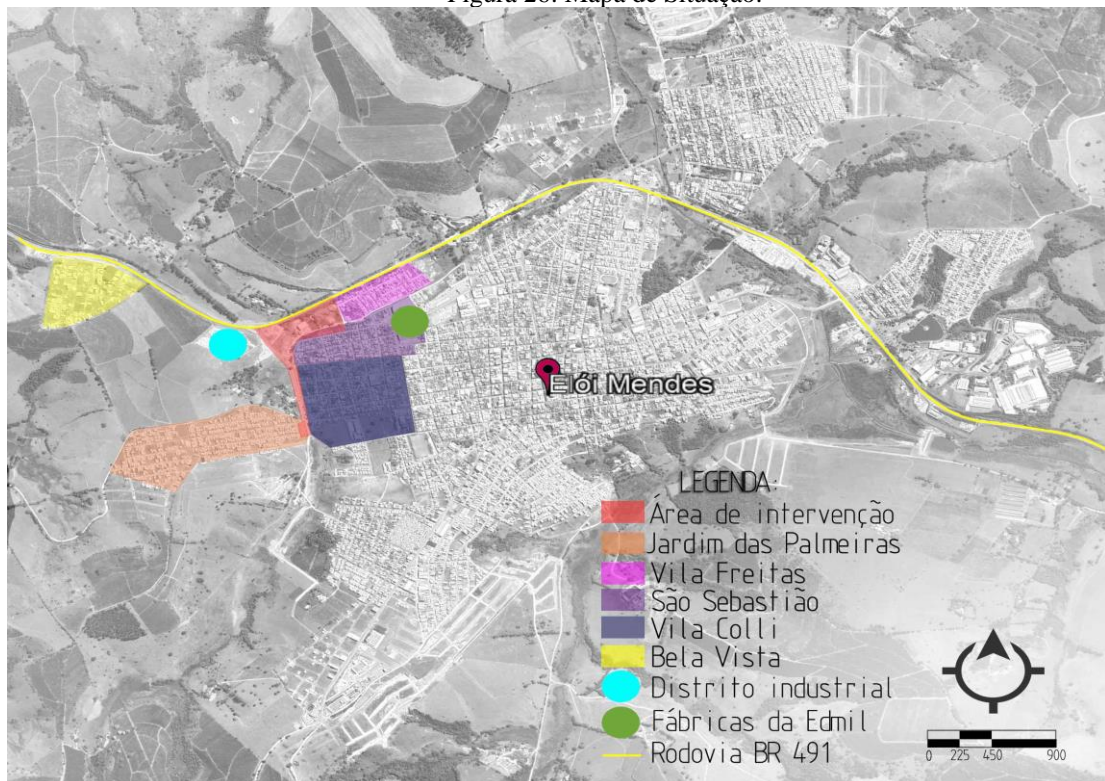 Figura 26: Mapa de Situação.
Elói Mendes
LEGENDA:
Área de intervenção
Jardim das Palmeiras
Vila Freitas
São Sebastião
Vila Colli
Bela Vista
Distrito industrial
Fábricas da Edmil
Rodovia BR 491
0 225 450 900